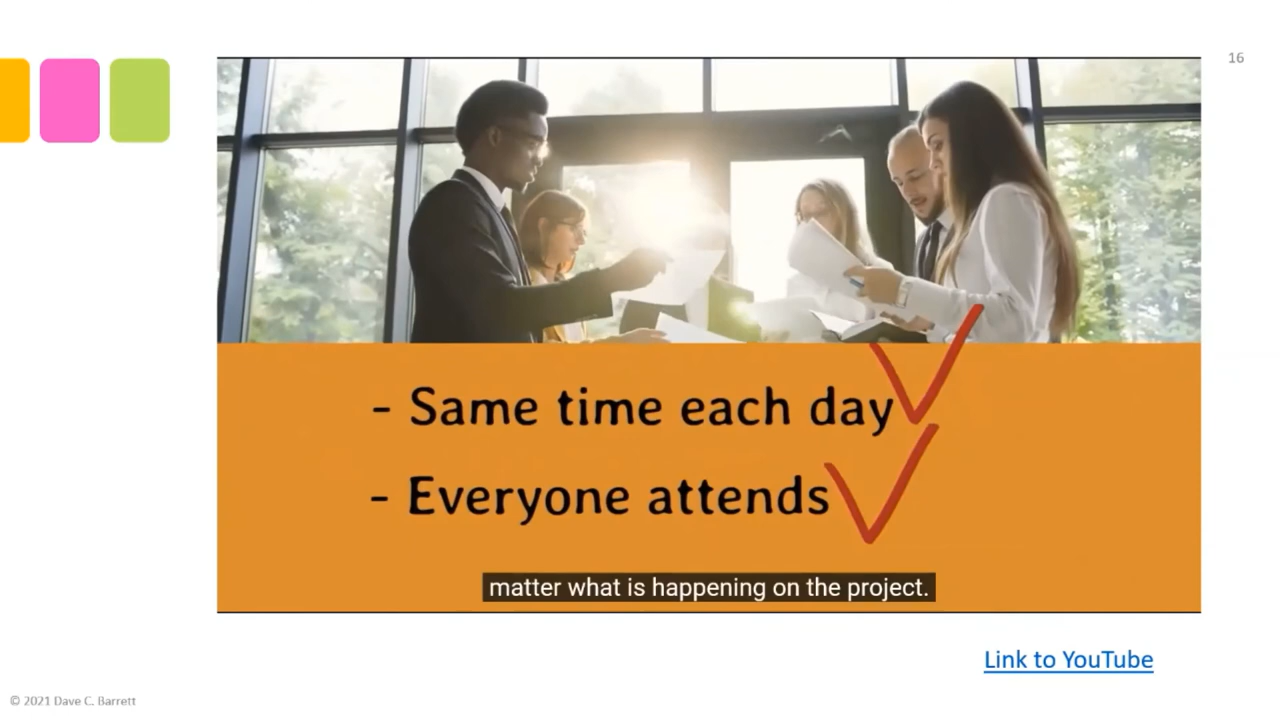 16
- Same time each day
- Everyone attends
matter what is happening on the project.
Link to YouTube
© 2021 Dave C. Barrett